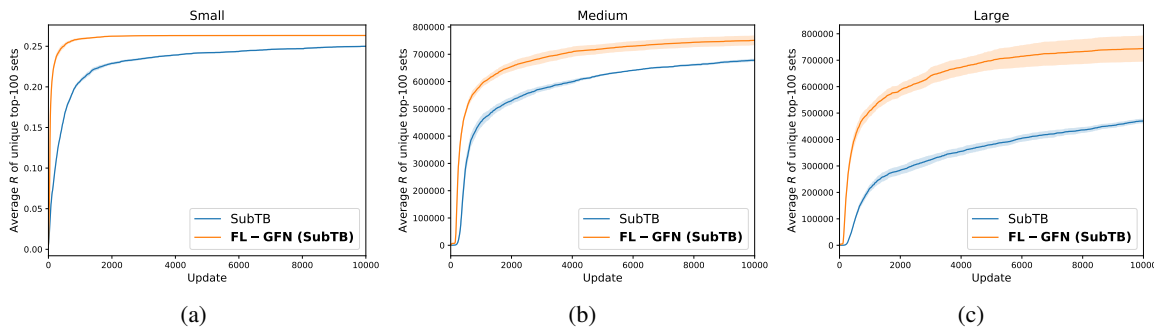 Small
Average R of unique top-100 sets
0.25
0.20
0.15
0.10
0.05
0.00
0
2000
4000
6000
8000
10000
Update
SubTB
FL − GFN (SubTB)
(a)
Medium
Average R of unique top-100 sets
800000
700000
600000
500000
400000
300000
200000
100000
0
0
2000
4000
6000
8000
10000
Update
SubTB
FL − GFN (SubTB)
(b)
Large
Average R of unique top-100 sets
800000
700000
600000
500000
400000
300000
200000
100000
0
0
2000
4000
6000
8000
10000
Update
SubTB
FL − GFN (SubTB)
(c)